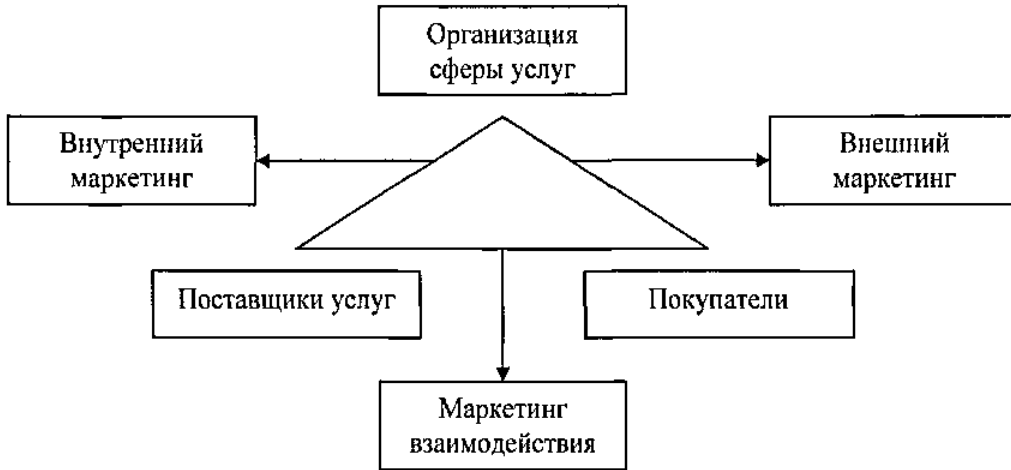 Организация
сферы услуг
Внутренний
маркетинг
Внешний
маркетинг
Поставщики услуг
Покупатели
Маркетинг
взаимодействия